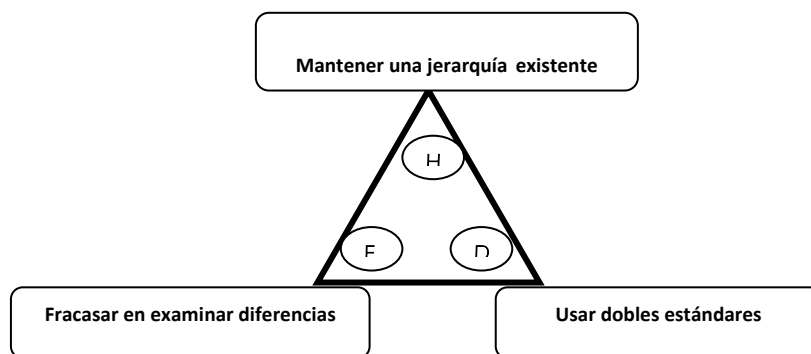 Mantener una jerarquía existente
H
F D
Fracasar en examinar diferencias Usar dobles estándares